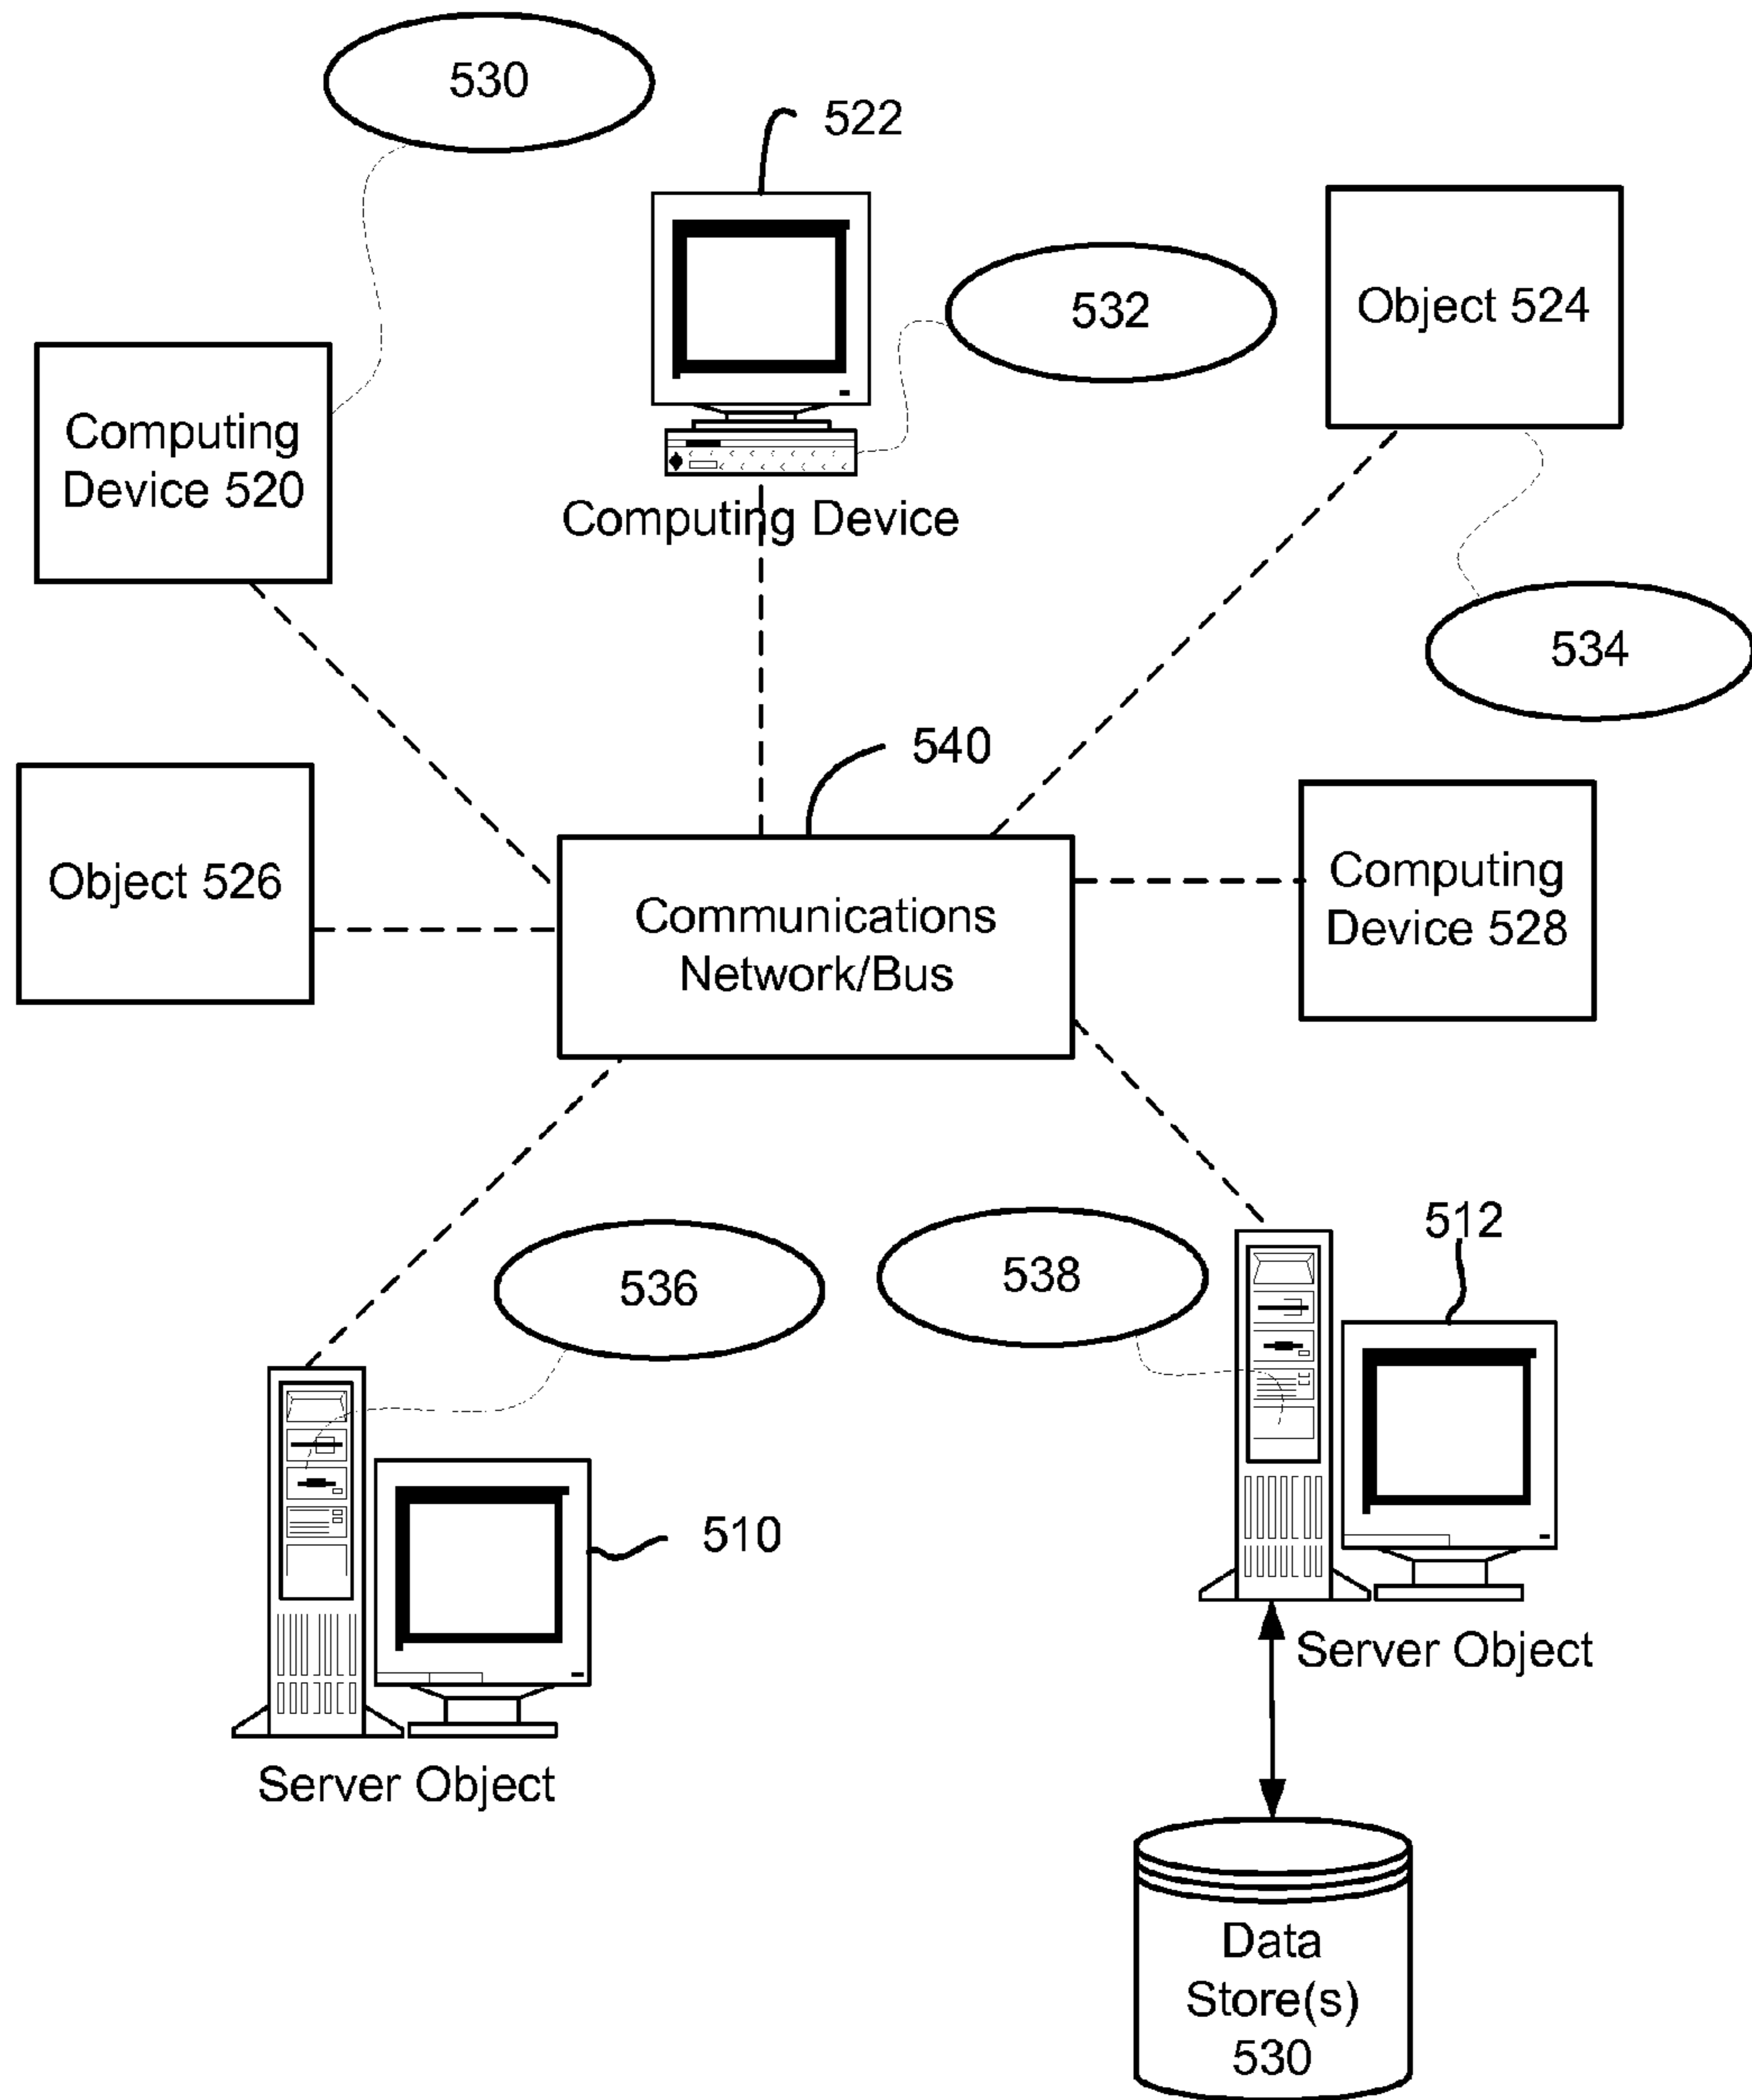 530
522
532
Object 524
Computing
Device 520
Computing Device
534
540
Object 526
Communications
Network/Bus
Computing
Device 528
536
538
512
510
Server Object
Server Object
Data
Store(s)
530